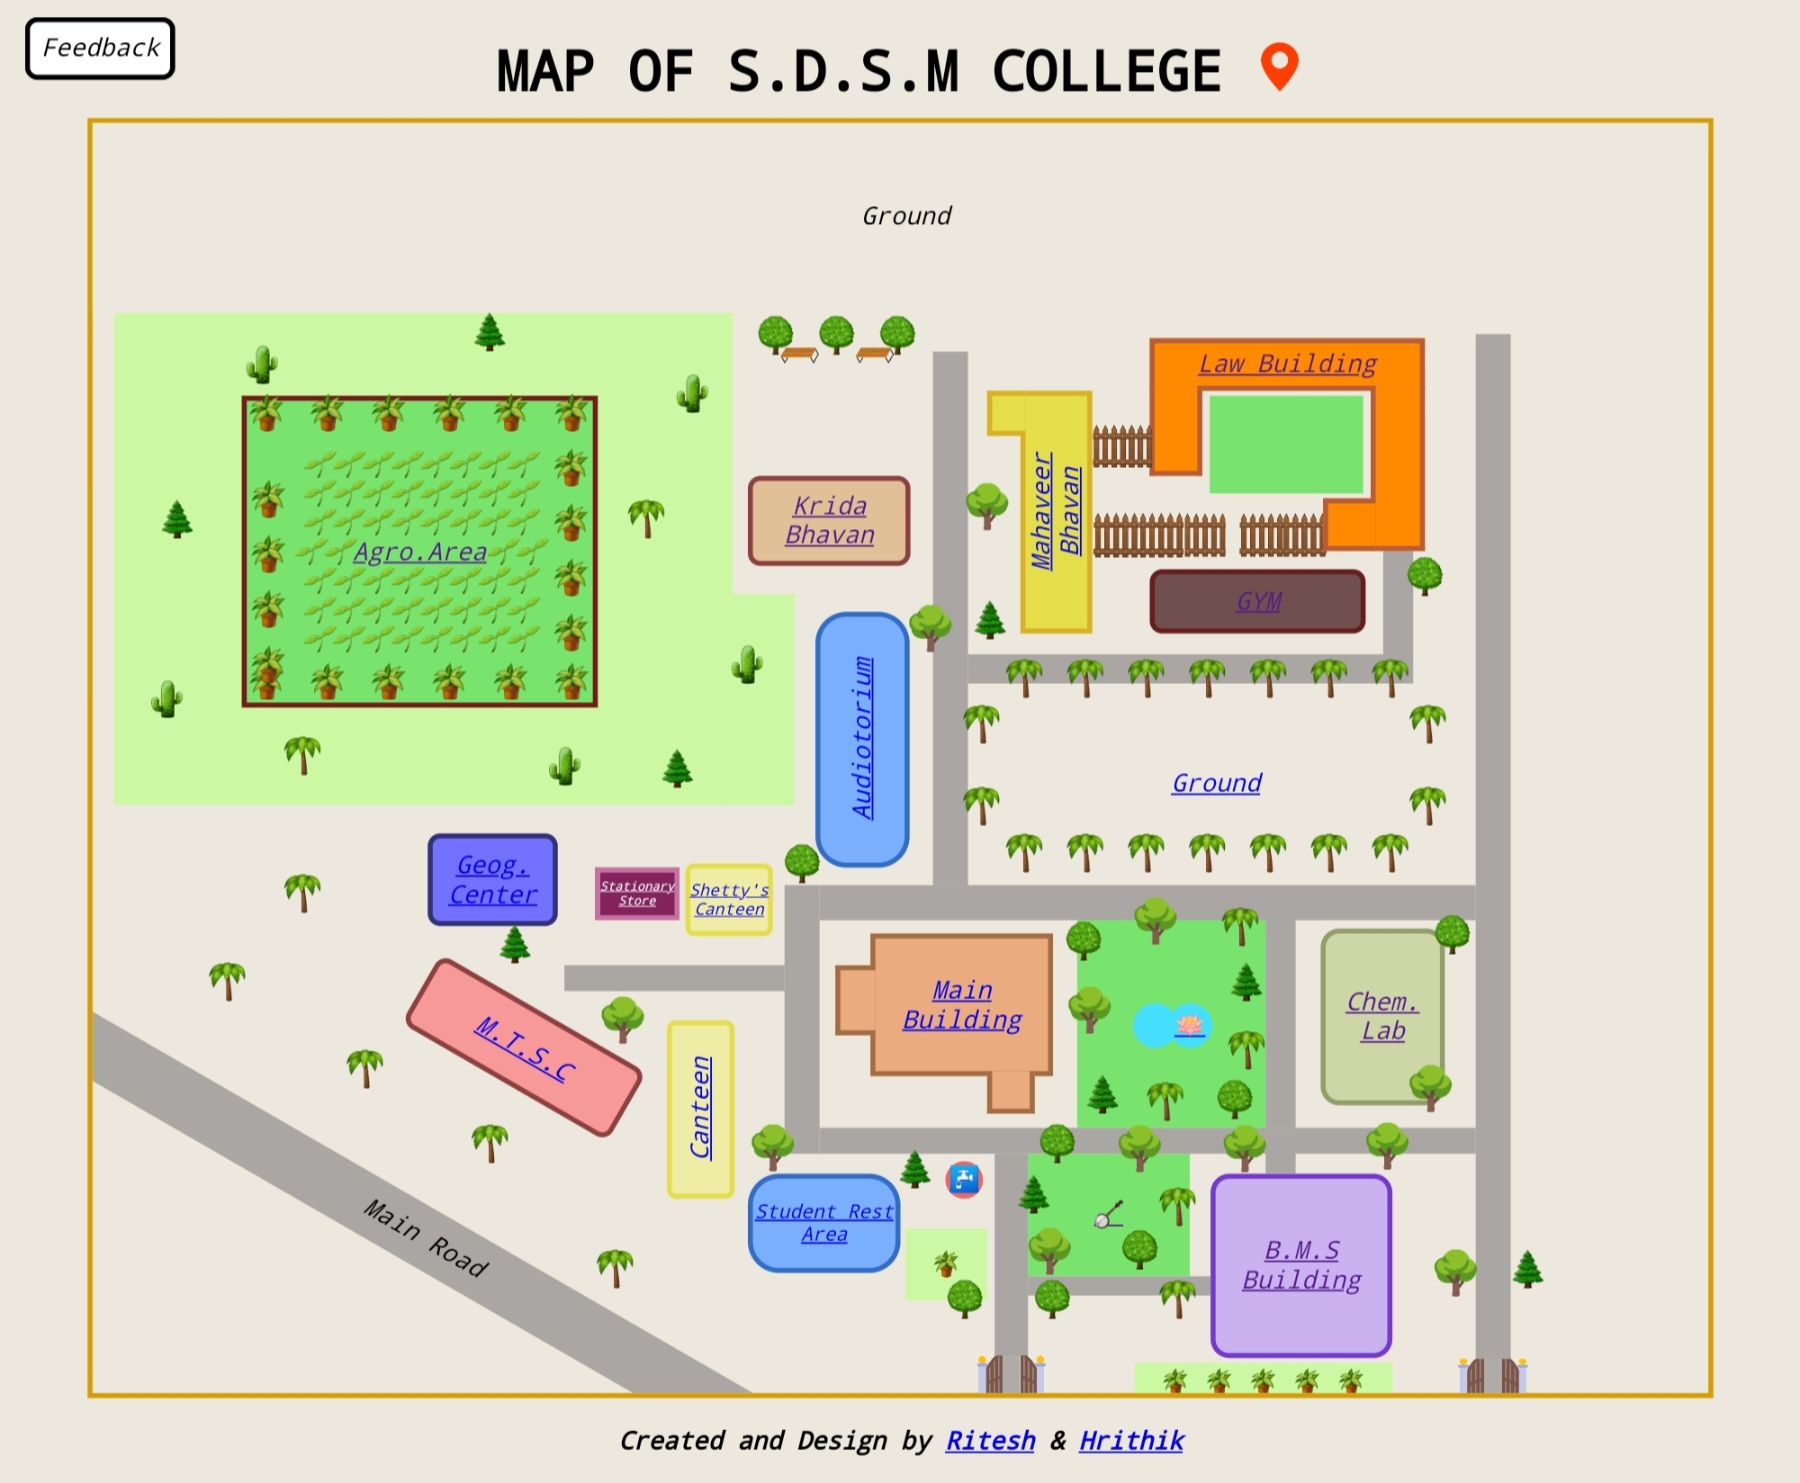 Feedback
MAP OF S.D.S.M COLLEGE
Ground
Law Building
Krida
Bhavan
Mahaveer
Bhavan
Agro.Area
GYM
Audiotorium
Ground
Geog.
Center
Stationary
Store
Shetty's
Canteen
Main
Building
Chem.
Lab
M.T.S.C
Canteen
Student Rest
Area
Main Road
B.M.S
Building
Created and Design by Ritesh & Hrithik